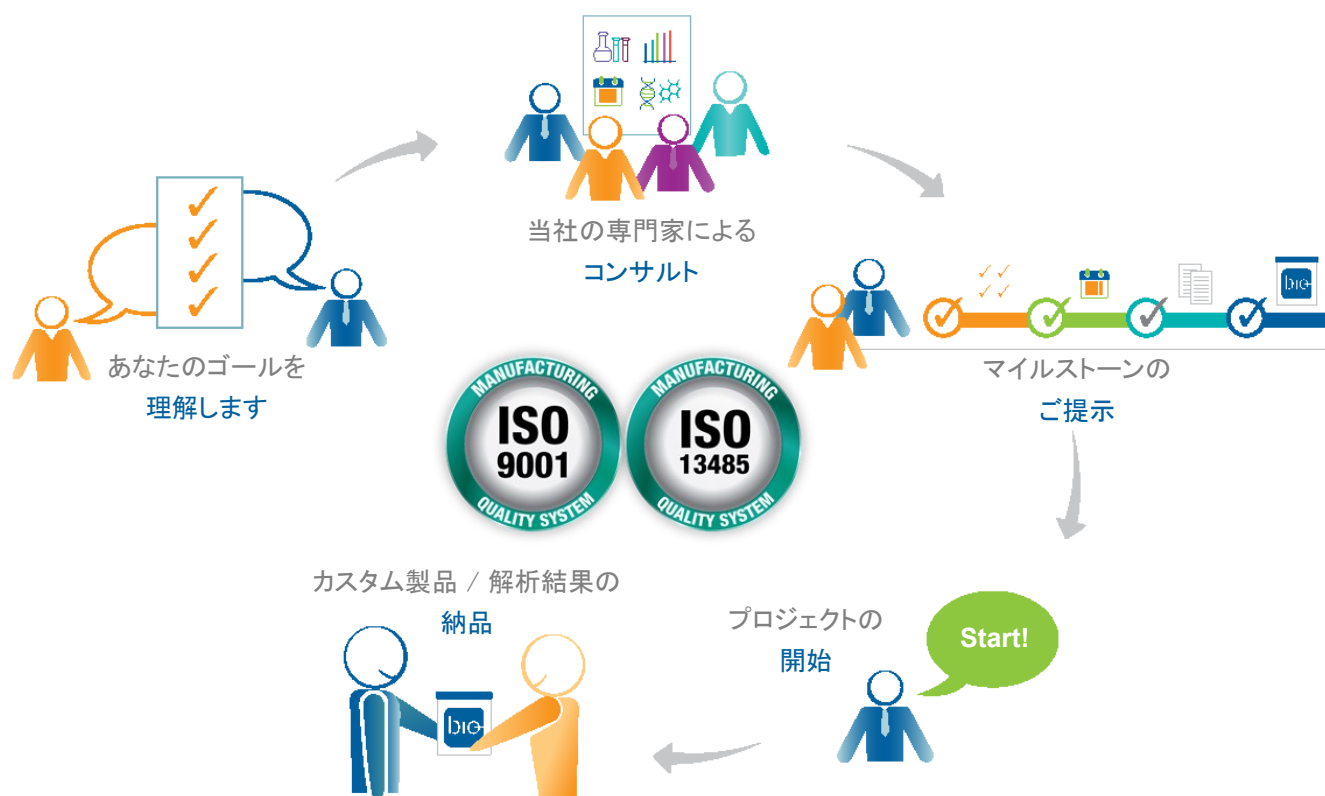 当社の専門家による
コンサルト
あなたのゴールを
理解します
bio
マイルストーンの
ご提示
MANUFACTURING
ISO
9001
QUALITY SYSTEM
MANUFACTURING
ISO
13485
QUALITY SYSTEM
カスタム製品 / 解析結果の
納品
プロジェクトの
開始
Start!
bio